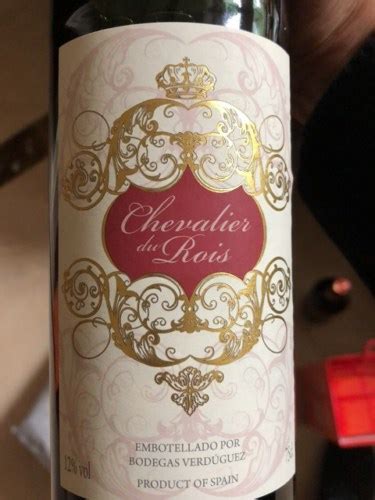 Chevalier
du Rois
EMBOTELLADO POR
BODEGAS VERDÚGUEZ
PRODUCT OF SPAIN
12% vol